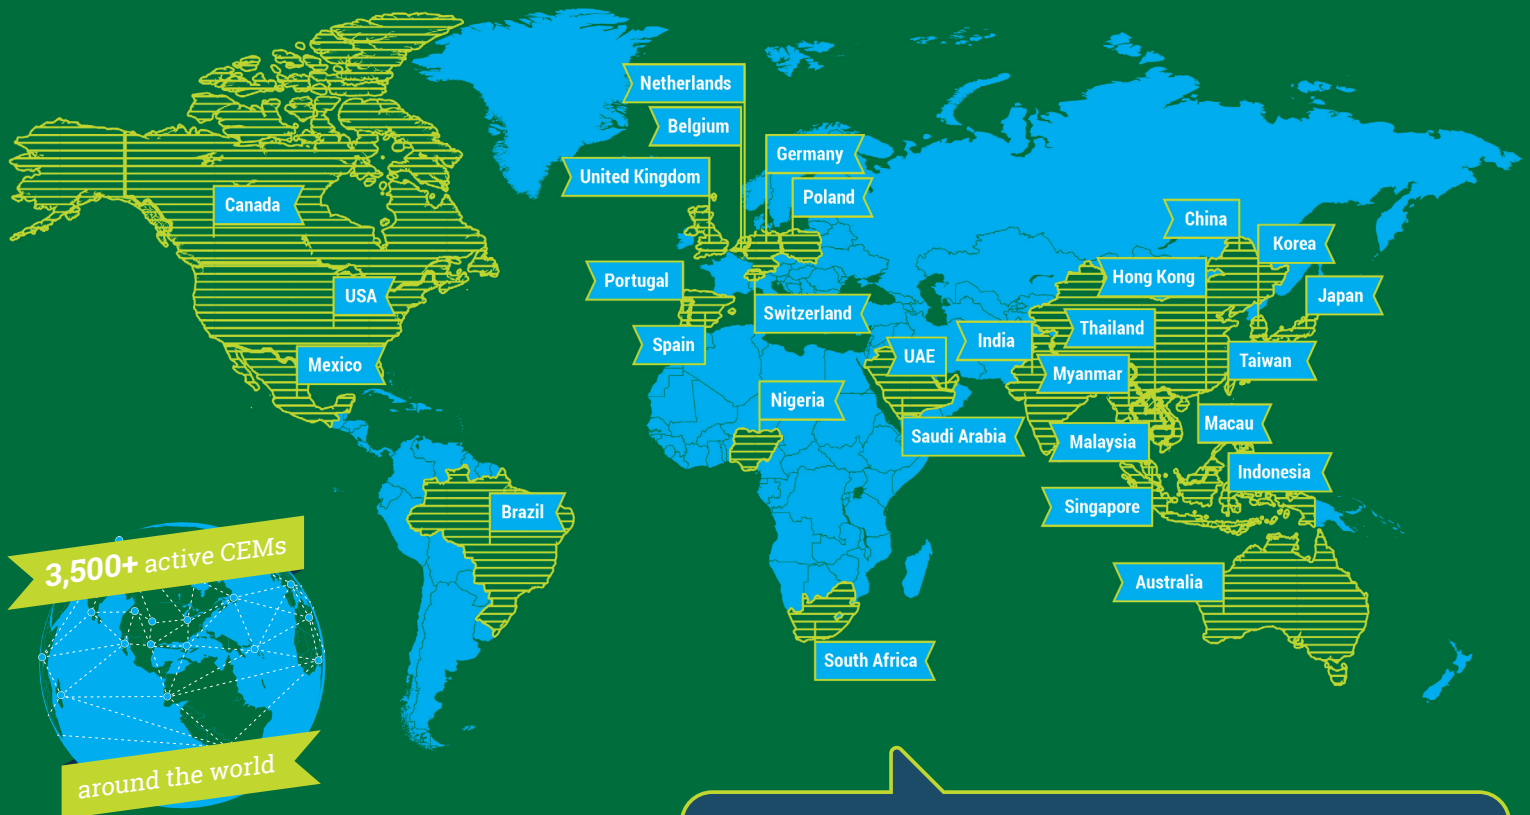 Netherlands
Belgium
Germany
United Kingdom
Poland
Canada
China
Korea
Hong Kong
Portugal
USA
Japan
Switzerland
Thailand
India
Spain
UAE
Taiwan
Mexico
Myanmar
Nigeria
Macau
Saudi Arabia
Malaysia
Indonesia
Singapore
Brazil
3,500+ active CEMs
Australia
South Africa
around the world